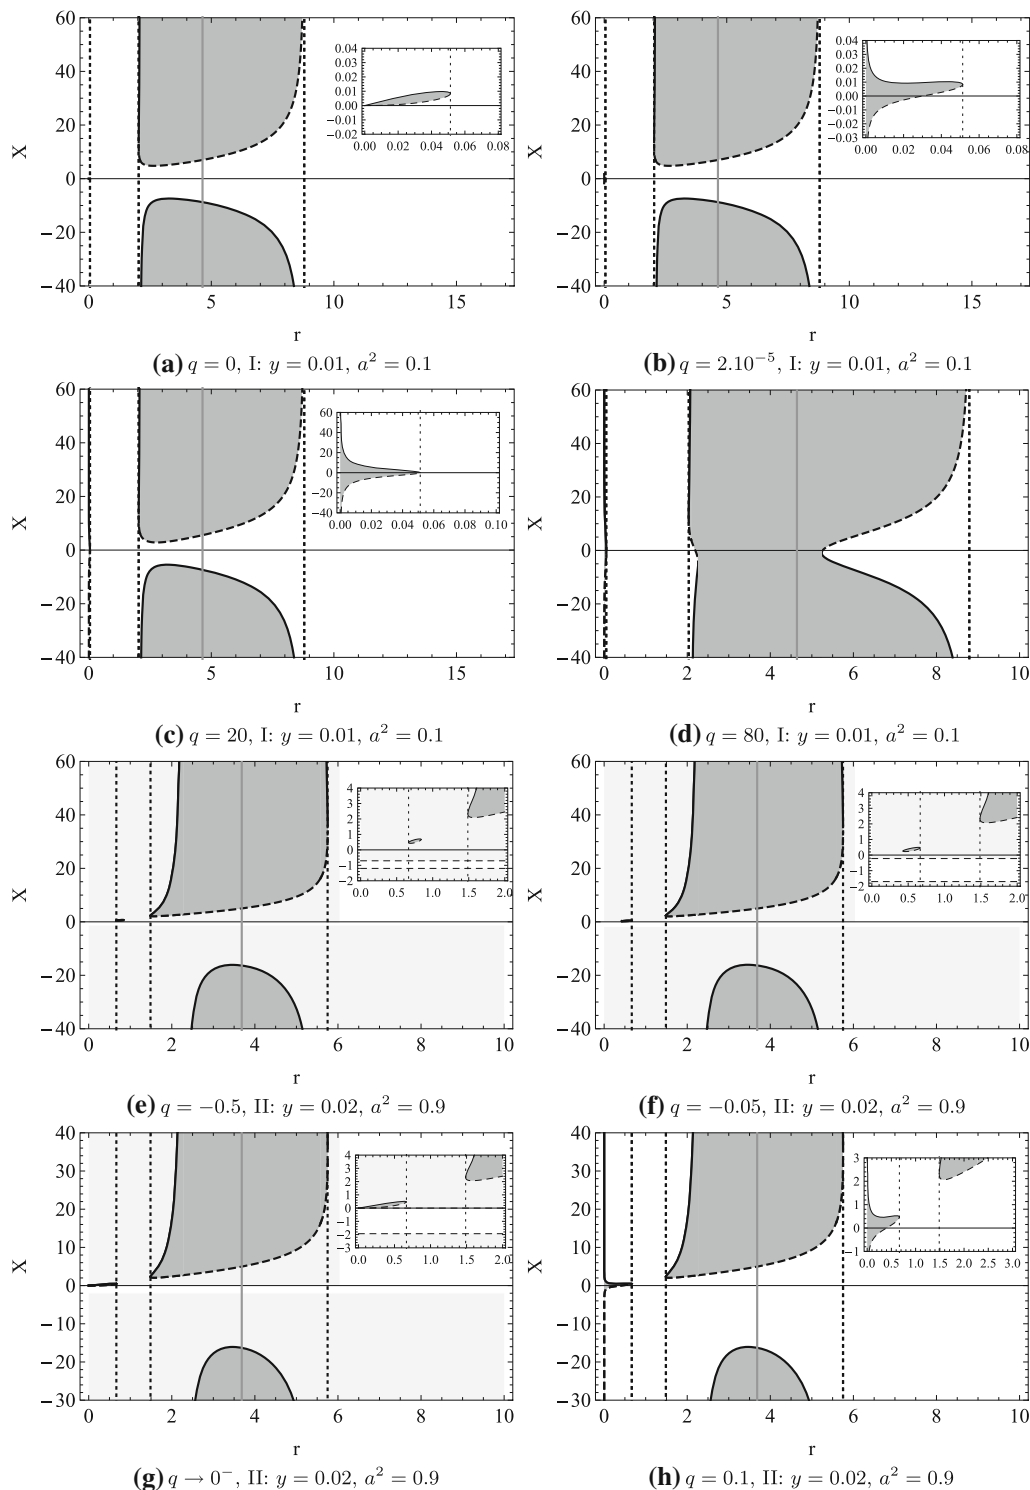 60
40
20
0
−20
−40
X
0.04
0.03
0.02
0.01
0.00
−0.01
−0.02
0.00 0.02 0.04 0.06 0.08
0 5 10 15
r
(a) q = 0, I: y = 0.01, a² = 0.1
60
40
20
0
−20
−40
X
0.04
0.03
0.02
0.01
0.00
−0.01
−0.02
−0.03
0.00 0.02 0.04 0.06 0.08
0 5 10 15
r
(b) q = 2.10⁻⁵, I: y = 0.01, a² = 0.1
60
40
20
0
−20
−40
X
60
50
40
30
20
10
0
−20
−40
0.00 0.02 0.04 0.06 0.08 0.10
0 5 10 15
r
(c) q = 20, I: y = 0.01, a² = 0.1
60
40
20
0
−20
−40
X
0 2 4 6 8 10
r
(d) q = 80, I: y = 0.01, a² = 0.1
60
40
20
0
−20
−40
X
4
3
2
1
0
−1
−2
0.0 0.5 1.0 1.5 2.0
0 2 4 6 8 10
r
(e) q = −0.5, II: y = 0.02, a² = 0.9
60
40
20
0
−20
−40
X
4
3
2
1
0
−1
−2
0.0 0.5 1.0 1.5 2.0
0 2 4 6 8 10
r
(f) q = −0.05, II: y = 0.02, a² = 0.9
40
30
20
10
0
−10
−20
−30
X
4
3
2
1
0
−1
−2
−3
0.0 0.5 1.0 1.5 2.0
0 2 4 6 8 10
r
(g) q → 0⁻, II: y = 0.02, a² = 0.9
40
30
20
10
0
−10
−20
−30
X
3
2
1
0
−1
0.0 0.5 1.0 1.5 2.0 2.5 3.0
0 2 4 6 8 10
r
(h) q = 0.1, II: y = 0.02, a² = 0.9